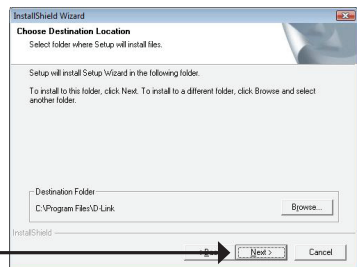 InstallShield Wizard
Choose Destination Location
Select folder where Setup will install files.
Setup will install Setup Wizard in the following folder.
To install to this folder, click Next. To install to a different folder, click Browse and select
another folder.
Destination Folder
C:\Program Files\D-Link
Browse...
InstallShield
Next >
Cancel